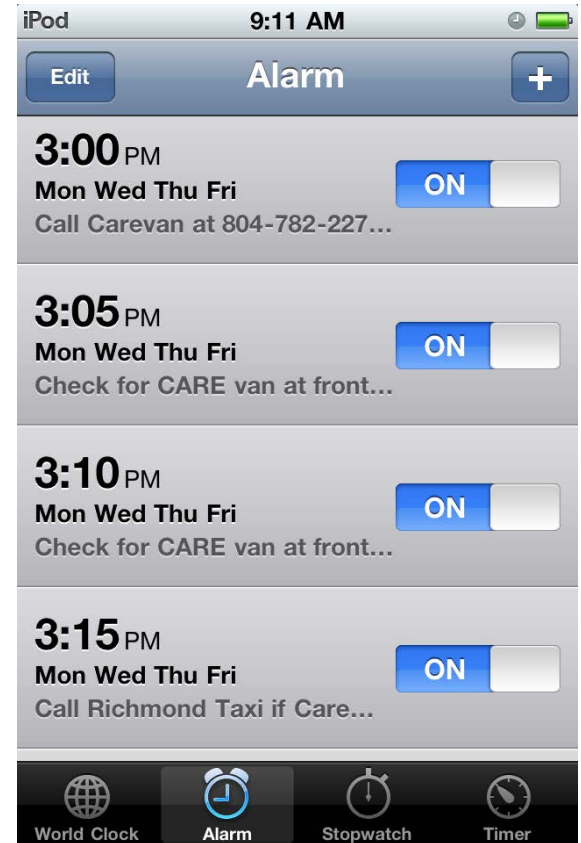 iPod 9:11 AM
Edit Alarm +
3:00 PM
Mon Wed Thu Fri ON
Call Carevan at 804-782-227...
3:05 PM
Mon Wed Thu Fri ON
Check for CARE van at front...
3:10 PM
Mon Wed Thu Fri ON
Check for CARE van at front...
3:15 PM
Mon Wed Thu Fri ON
Call Richmond Taxi if Care...
World Clock Alarm Stopwatch Timer